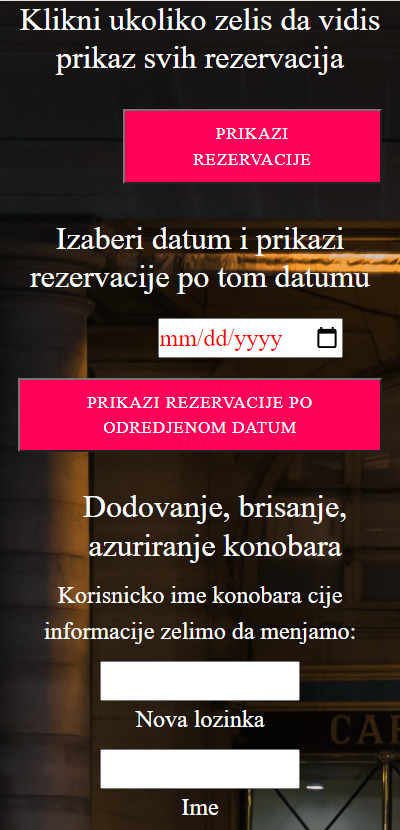 Klikni ukoliko zelis da vidis
prikaz svih rezervacija
PRIKAZI
REZERVACIJE
Izaberi datum i prikazi
rezervacije po tom datumu
mm/dd/yyyy
PRIKAZI REZERVACIJE PO
ODREDJENOM DATUM
Dodovanje, brisanje,
azuriranje konobara
Korisnicko ime konobara cije
informacije zelimo da menjamo:
Nova lozinka
Ime